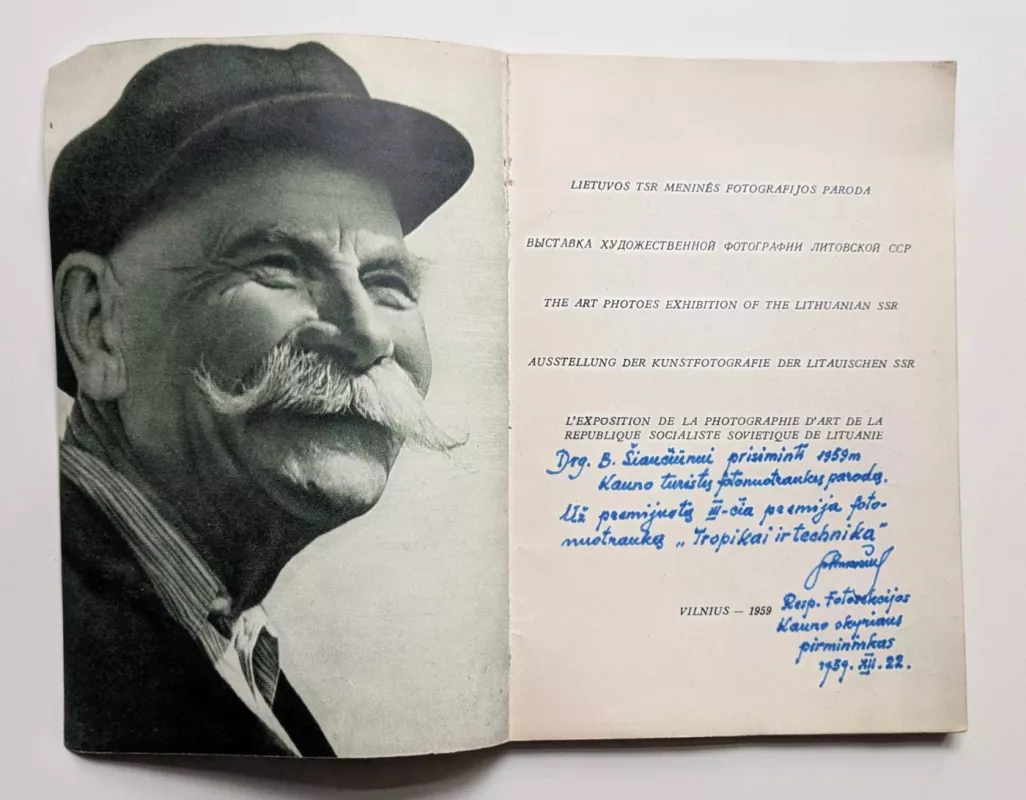 LIETUVOS TSR MENINĖS FOTOGRAFIJOS PARODA
ВЫСТАВКА ХУДОЖЕСТВЕННОЙ ФОТОГРАФИИ ЛИТОВСКОЙ ССР
THE ART PHOTOES EXHIBITION OF THE LITHUANIAN SSR
AUSSTELLUNG DER KUNSTFOTOGRAFIE DER LITAUISCHEN SSR
L'EXPOSITION DE LA PHOTOGRAPHIE D'ART DE LA
REPUBLIQUE SOCIALISTE SOVIETIQUE DE LITUANIE
Drg. B. Šiaučiūnui prisiminti 1959m
Kauno turistų fotonuotraukų parodą.
Už premijuotą III-čia premija foto-
nuotrauką „Tropikai ir technika"
VILNIUS — 1959
Resp. Fotosekcijos
Kauno skyriaus
pirmininkas
1959. XII. 22.